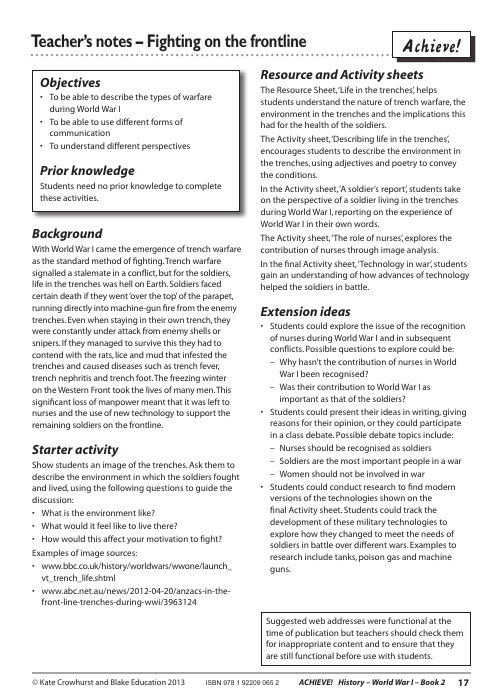 Teacher's notes – Fighting on the frontline
Achieve!
Objectives
• To be able to describe the types of warfare
during World War I
• To be able to use different forms of
communication
• To understand different perspectives
Prior knowledge
Students need no prior knowledge to complete
these activities.
Background
With World War I came the emergence of trench warfare
as the standard method of fighting. Trench warfare
signalled a stalemate in a conflict, but for the soldiers,
life in the trenches was hell on Earth. Soldiers faced
certain death if they went 'over the top' of the parapet,
running directly into machine-gun fire from the enemy
trenches. Even when staying in their own trench, they
were constantly under attack from enemy shells or
snipers. If they managed to survive this they had to
contend with the rats, lice and mud that infested the
trenches and caused diseases such as trench fever,
trench nephritis and trench foot. The freezing winter
on the Western Front took the lives of many men. This
significant loss of manpower meant that it was left to
nurses and the use of new technology to support the
remaining soldiers on the frontline.
Starter activity
Show students an image of the trenches. Ask them to
describe the environment in which the soldiers fought
and lived, using the following questions to guide the
discussion:
• What is the environment like?
• What would it feel like to live there?
• How would this affect your motivation to fight?
Examples of image sources:
• www.bbc.co.uk/history/worldwars/wwone/launch_
vt_trench_life.shtml
• www.abc.net.au/news/2012-04-20/anzacs-in-the-
front-line-trenches-during-wwi/3963124
Resource and Activity sheets
The Resource Sheet, 'Life in the trenches', helps
students understand the nature of trench warfare, the
environment in the trenches and the implications this
had for the health of the soldiers.
The Activity sheet, 'Describing life in the trenches',
encourages students to describe the environment in
the trenches, using adjectives and poetry to convey
the conditions.
In the Activity sheet, 'A soldier's report', students take
on the perspective of a soldier living in the trenches
during World War I, reporting on the experience of
World War I in their own words.
The Activity sheet, 'The role of nurses', explores the
contribution of nurses through image analysis.
In the final Activity sheet, 'Technology in war', students
gain an understanding of how advances of technology
helped the soldiers in battle.
Extension ideas
• Students could explore the issue of the recognition
of nurses during World War I and in subsequent
conflicts. Possible questions to explore could be:
– Why hasn't the contribution of nurses in World
War I been recognised?
– Was their contribution to World War I as
important as that of the soldiers?
• Students could present their ideas in writing, giving
reasons for their opinion, or they could participate
in a class debate. Possible debate topics include:
– Nurses should be recognised as soldiers
– Soldiers are the most important people in a war
– Women should not be involved in war
• Students could conduct research to find modern
versions of the technologies shown on the
final Activity sheet. Students could track the
development of these military technologies to
explore how they changed to meet the needs of
soldiers in battle over different wars. Examples to
research include tanks, poison gas and machine
guns.
Suggested web addresses were functional at the
time of publication but teachers should check them
for inappropriate content and to ensure that they
are still functional before use with students.
© Kate Crowhurst and Blake Education 2013 ISBN 978 1 92209 065 2 ACHIEVE! History – World War I – Book 2 17